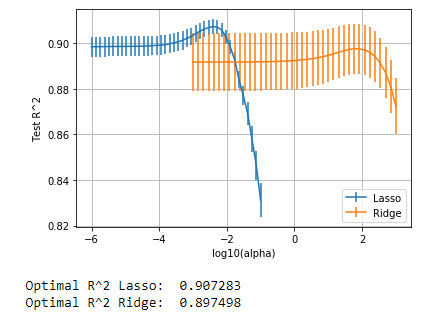 0.90
0.88
0.86
0.84
0.82
Test R^2
−6 −4 −2 0 2
log10(alpha)
Lasso
Ridge
Optimal R^2 Lasso:  0.907283
Optimal R^2 Ridge:  0.897498